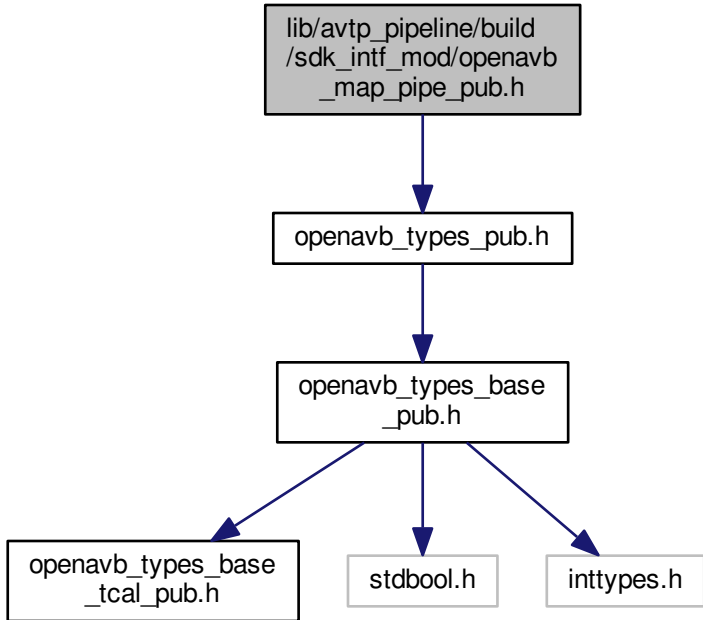 lib/avtp_pipeline/build
/sdk_intf_mod/openavb
_map_pipe_pub.h
openavb_types_pub.h
openavb_types_base
_pub.h
openavb_types_base
_tcal_pub.h
stdbool.h
inttypes.h